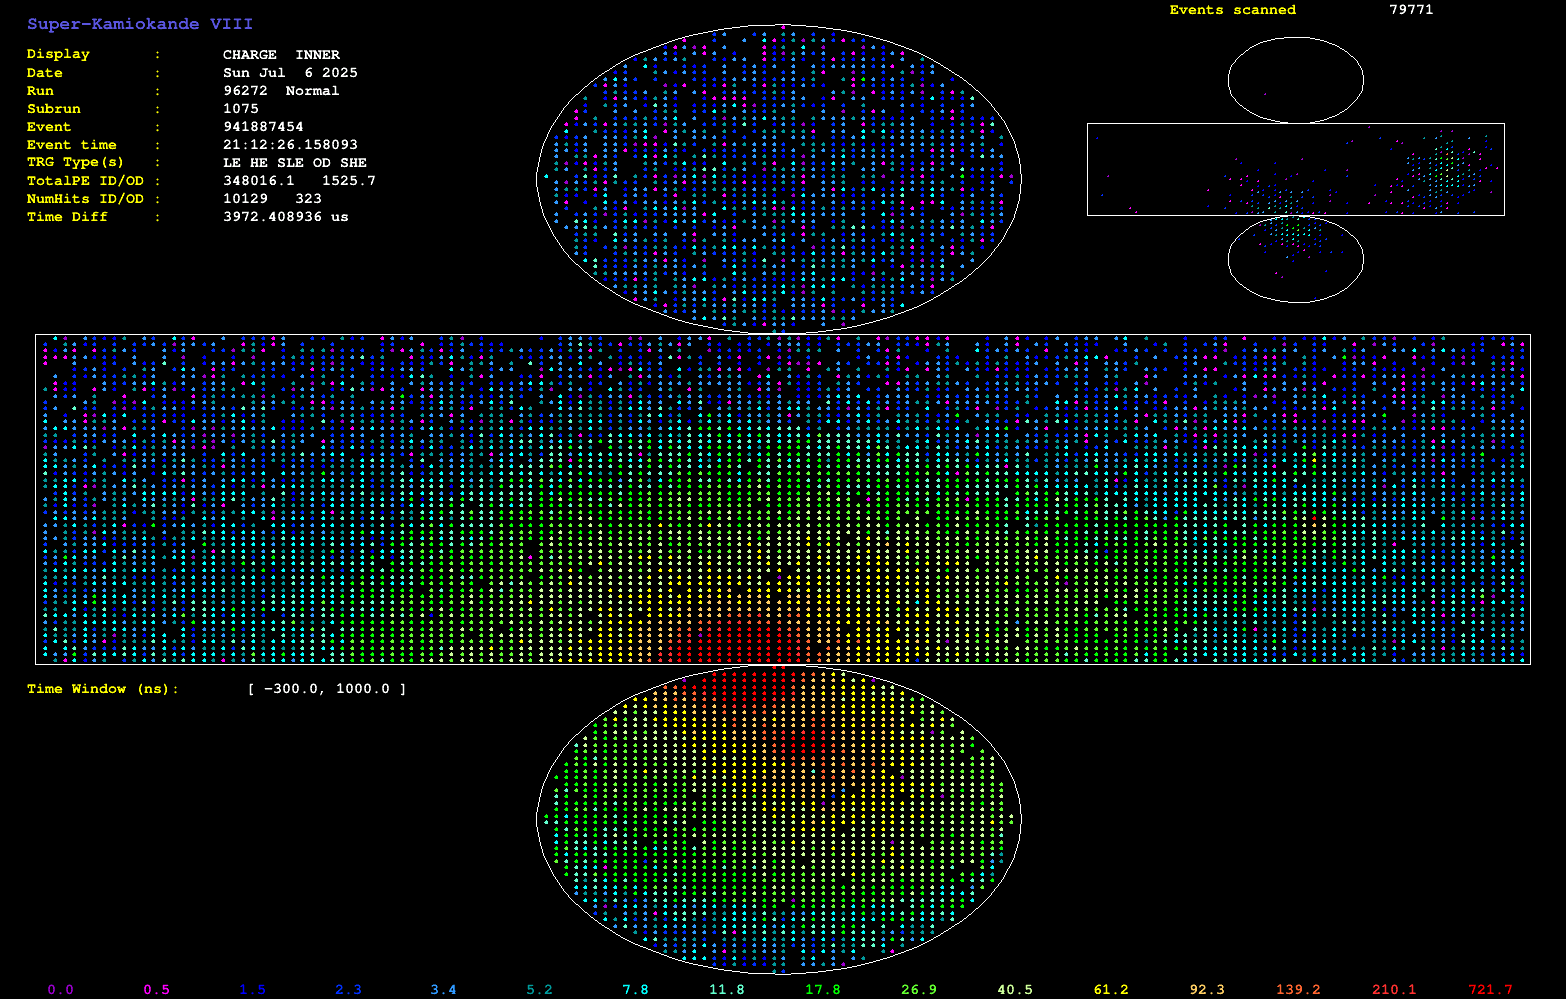 Super-Kamiokande VIII
Display : CHARGE INNER
Date : Sun Jul 6 2025
Run : 96272 Normal
Subrun : 1075
Event : 941887454
Event time : 21:12:26.158093
TRG Type(s) : LE HE SLE OD SHE
TotalPE ID/OD : 348016.1 1525.7
NumHits ID/OD : 10129 323
Time Diff : 3972.408936 us
Events scanned 79771
Time Window (ns): [ -300.0, 1000.0 ]
0.0 0.5 1.5 2.3 3.4 5.2 7.8 11.8 17.8 26.9 40.5 61.2 92.3 139.2 210.1 721.7